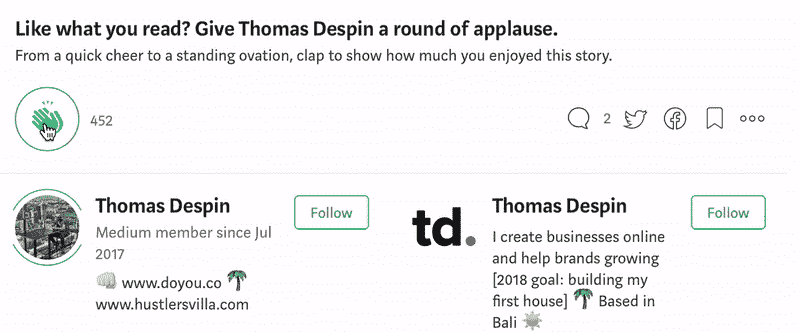 Like what you read? Give Thomas Despin a round of applause.
From a quick cheer to a standing ovation, clap to show how much you enjoyed this story.
452
2
Thomas Despin
Follow
Medium member since Jul
2017
👊 www.doyou.co 🌴
www.hustlersvilla.com
td.
Thomas Despin
Follow
I create businesses online
and help brands growing
[2018 goal: building my
first house] 🌴 Based in
Bali ☀️